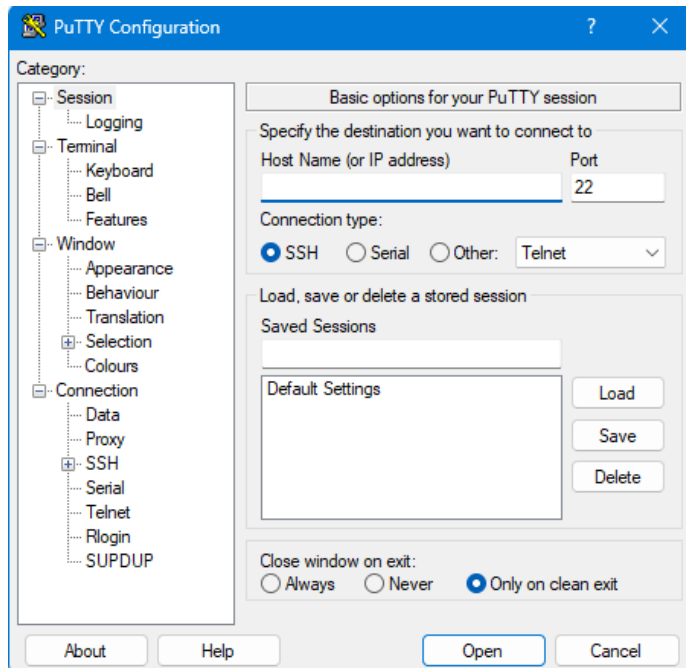 PuTTY Configuration ?
Category:
Session
Logging
Terminal
Keyboard
Bell
Features
Window
Appearance
Behaviour
Translation
Selection
Colours
Connection
Data
Proxy
SSH
Serial
Telnet
Rlogin
SUPDUP
Basic options for your PuTTY session
Specify the destination you want to connect to
Host Name (or IP address) Port
22
Connection type:
SSH Serial Other: Telnet
Load, save or delete a stored session
Saved Sessions
Default Settings
Load
Save
Delete
Close window on exit:
Always Never Only on clean exit
About Help Open Cancel